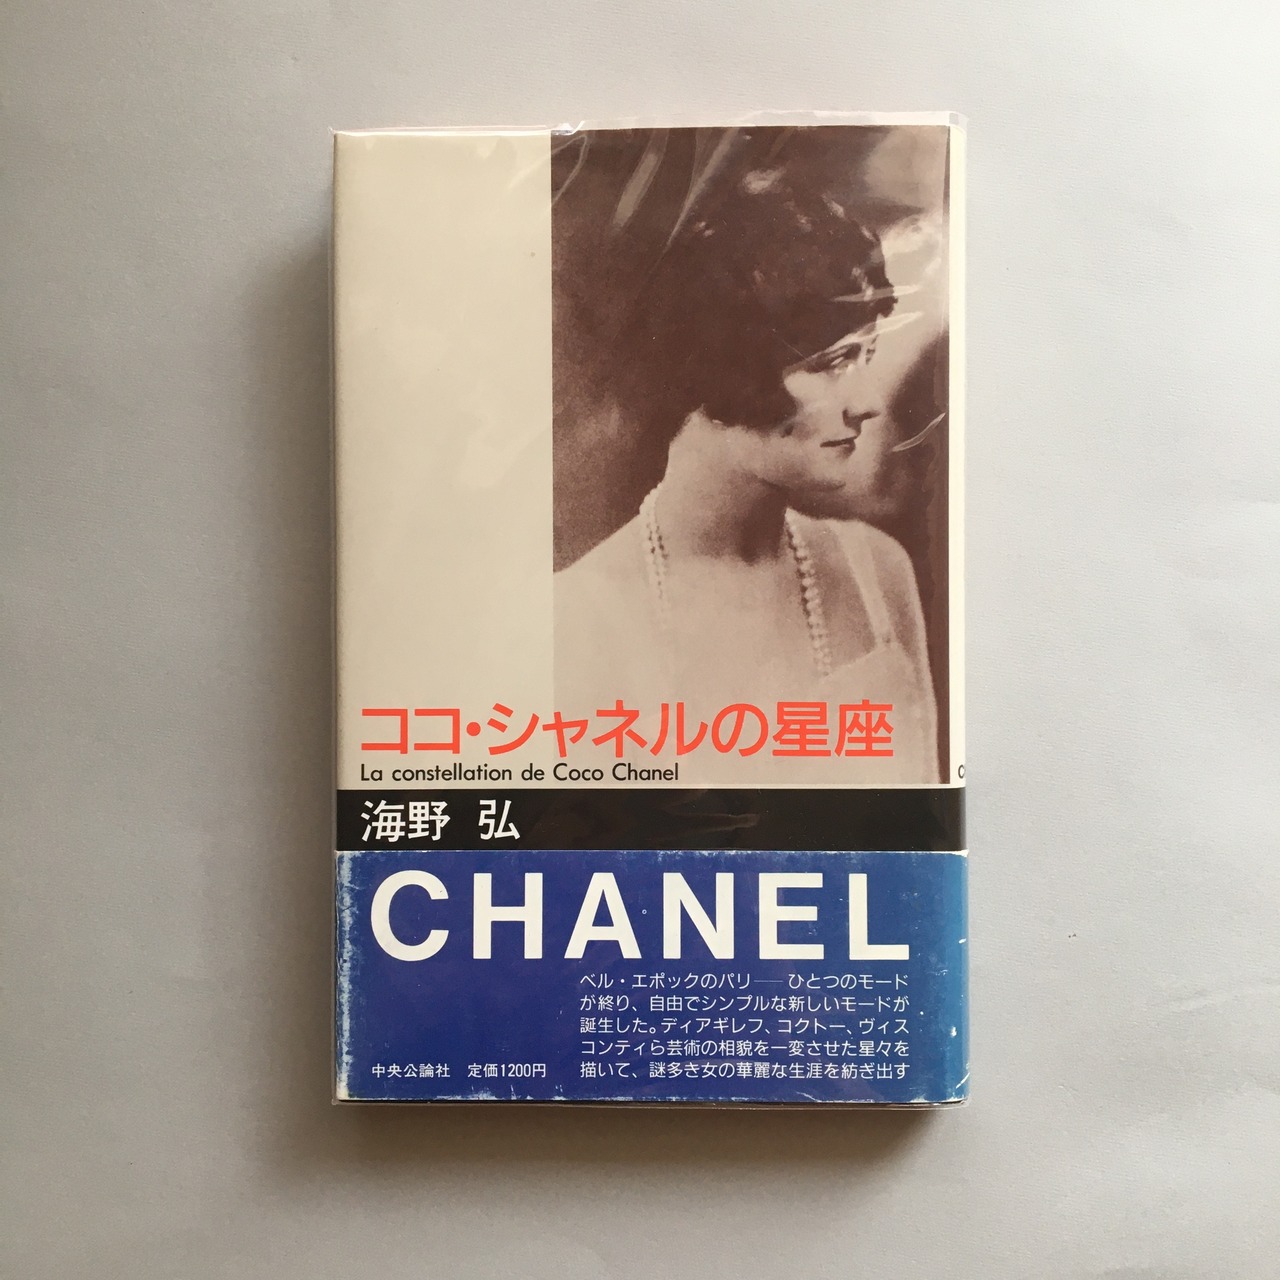 ココ・シャネルの星座
La constellation de Coco Chanel
海野 弘
CHANEL
ベル・エポックのパリ――ひとつのモード
が終り、自由でシンプルな新しいモードが
誕生した。ディアギレフ、コクトー、ヴィス
コンティら芸術の相貌を一変させた星々を
描いて、謎多き女の華麗な生涯を紡ぎ出す
中央公論社 定価1200円